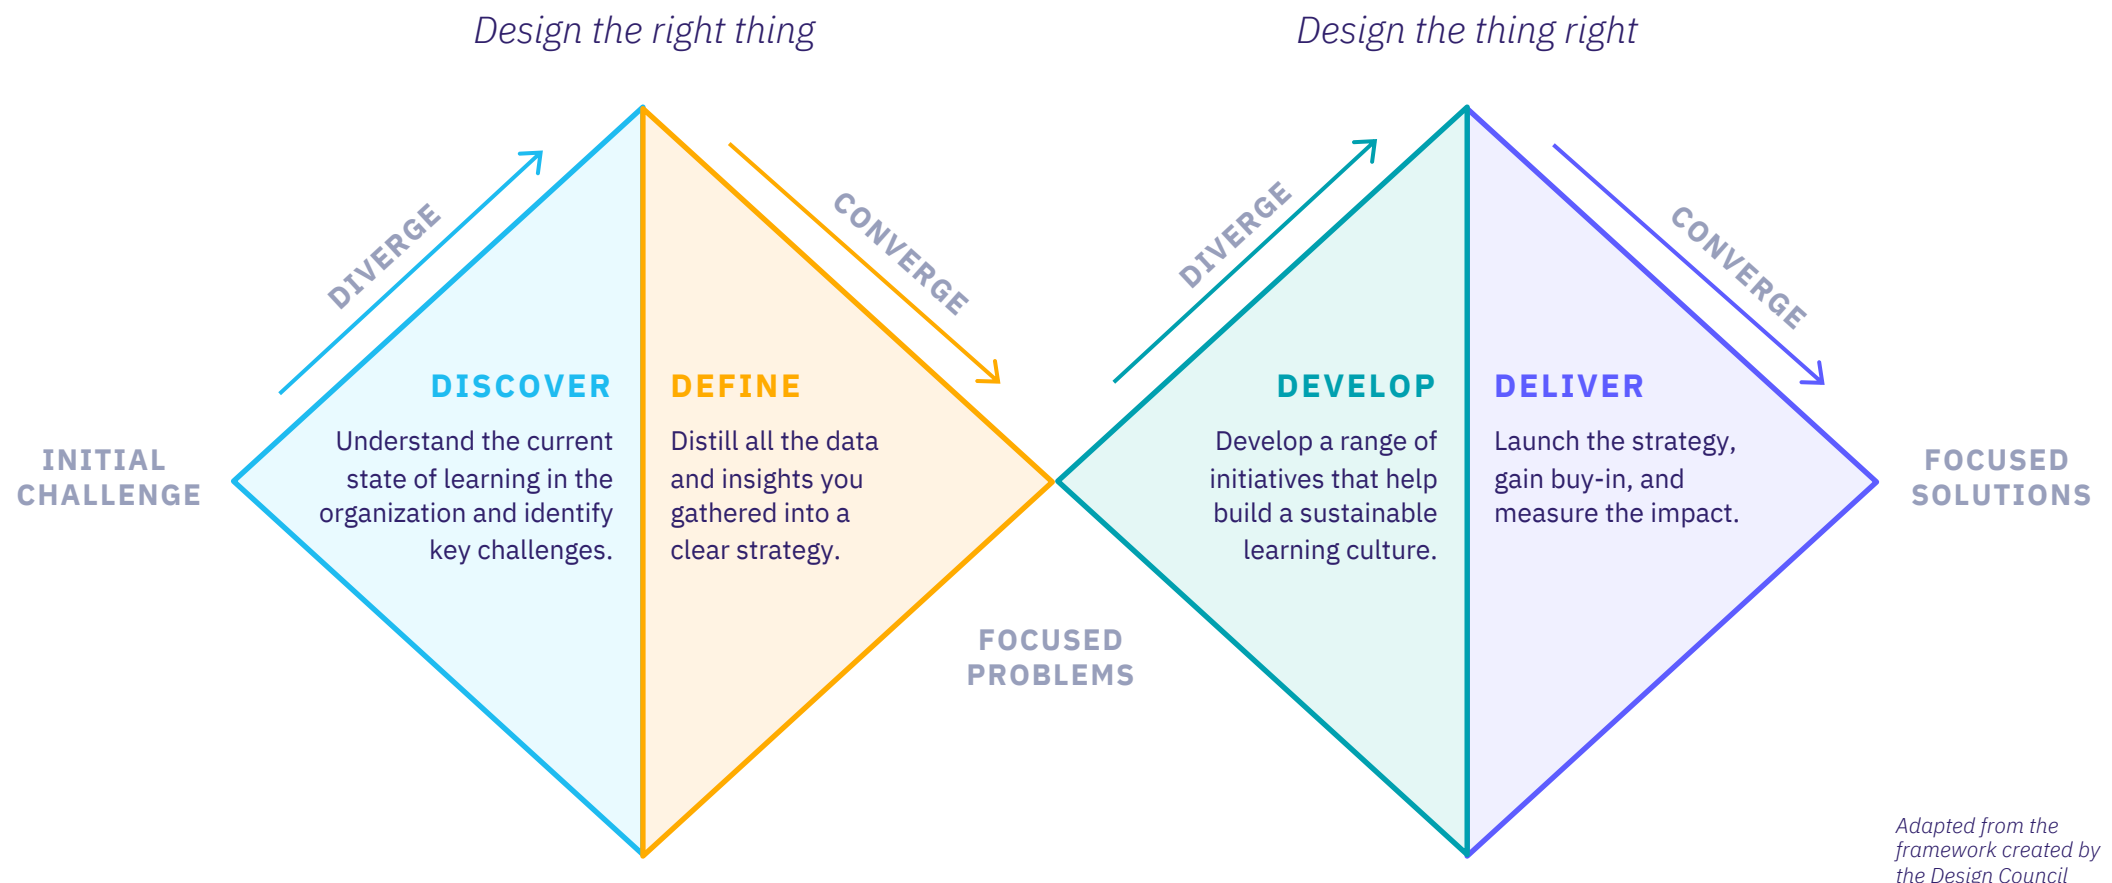 Design the right thing
Design the thing right
DIVERGE
CONVERGE
DIVERGE
CONVERGE
INITIAL
CHALLENGE
DISCOVER
Understand the current
state of learning in the
organization and identify
key challenges.
DEFINE
Distill all the data
and insights you
gathered into a
clear strategy.
FOCUSED
PROBLEMS
DEVELOP
Develop a range of
initiatives that help
build a sustainable
learning culture.
DELIVER
Launch the strategy,
gain buy-in, and
measure the impact.
FOCUSED
SOLUTIONS
Adapted from the
framework created by
the Design Council